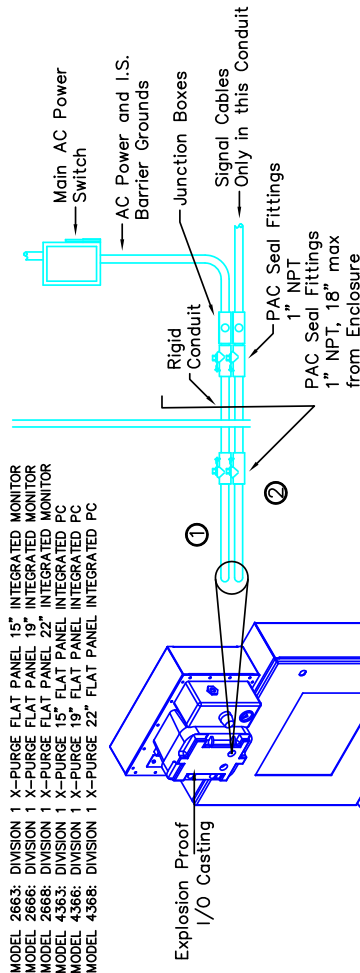 MODEL 2663: DIVISION 1 X-PURGE FLAT PANEL 15" INTEGRATED MONITOR
MODEL 2666: DIVISION 1 X-PURGE FLAT PANEL 19" INTEGRATED MONITOR
MODEL 2668: DIVISION 1 X-PURGE FLAT PANEL 22" INTEGRATED MONITOR
MODEL 4363: DIVISION 1 X-PURGE 15" FLAT PANEL INTEGRATED PC
MODEL 4366: DIVISION 1 X-PURGE 19" FLAT PANEL INTEGRATED PC
MODEL 4368: DIVISION 1 X-PURGE 22" FLAT PANEL INTEGRATED PC
Main AC Power
Switch
AC Power and I.S.
Barrier Grounds
Junction Boxes
Signal Cables
Only in this Conduit
Rigid
Conduit
PAC Seal Fittings
1" NPT
PAC Seal Fittings
1" NPT, 18" max
from Enclosure
1
2
Explosion Proof
I/O Casting